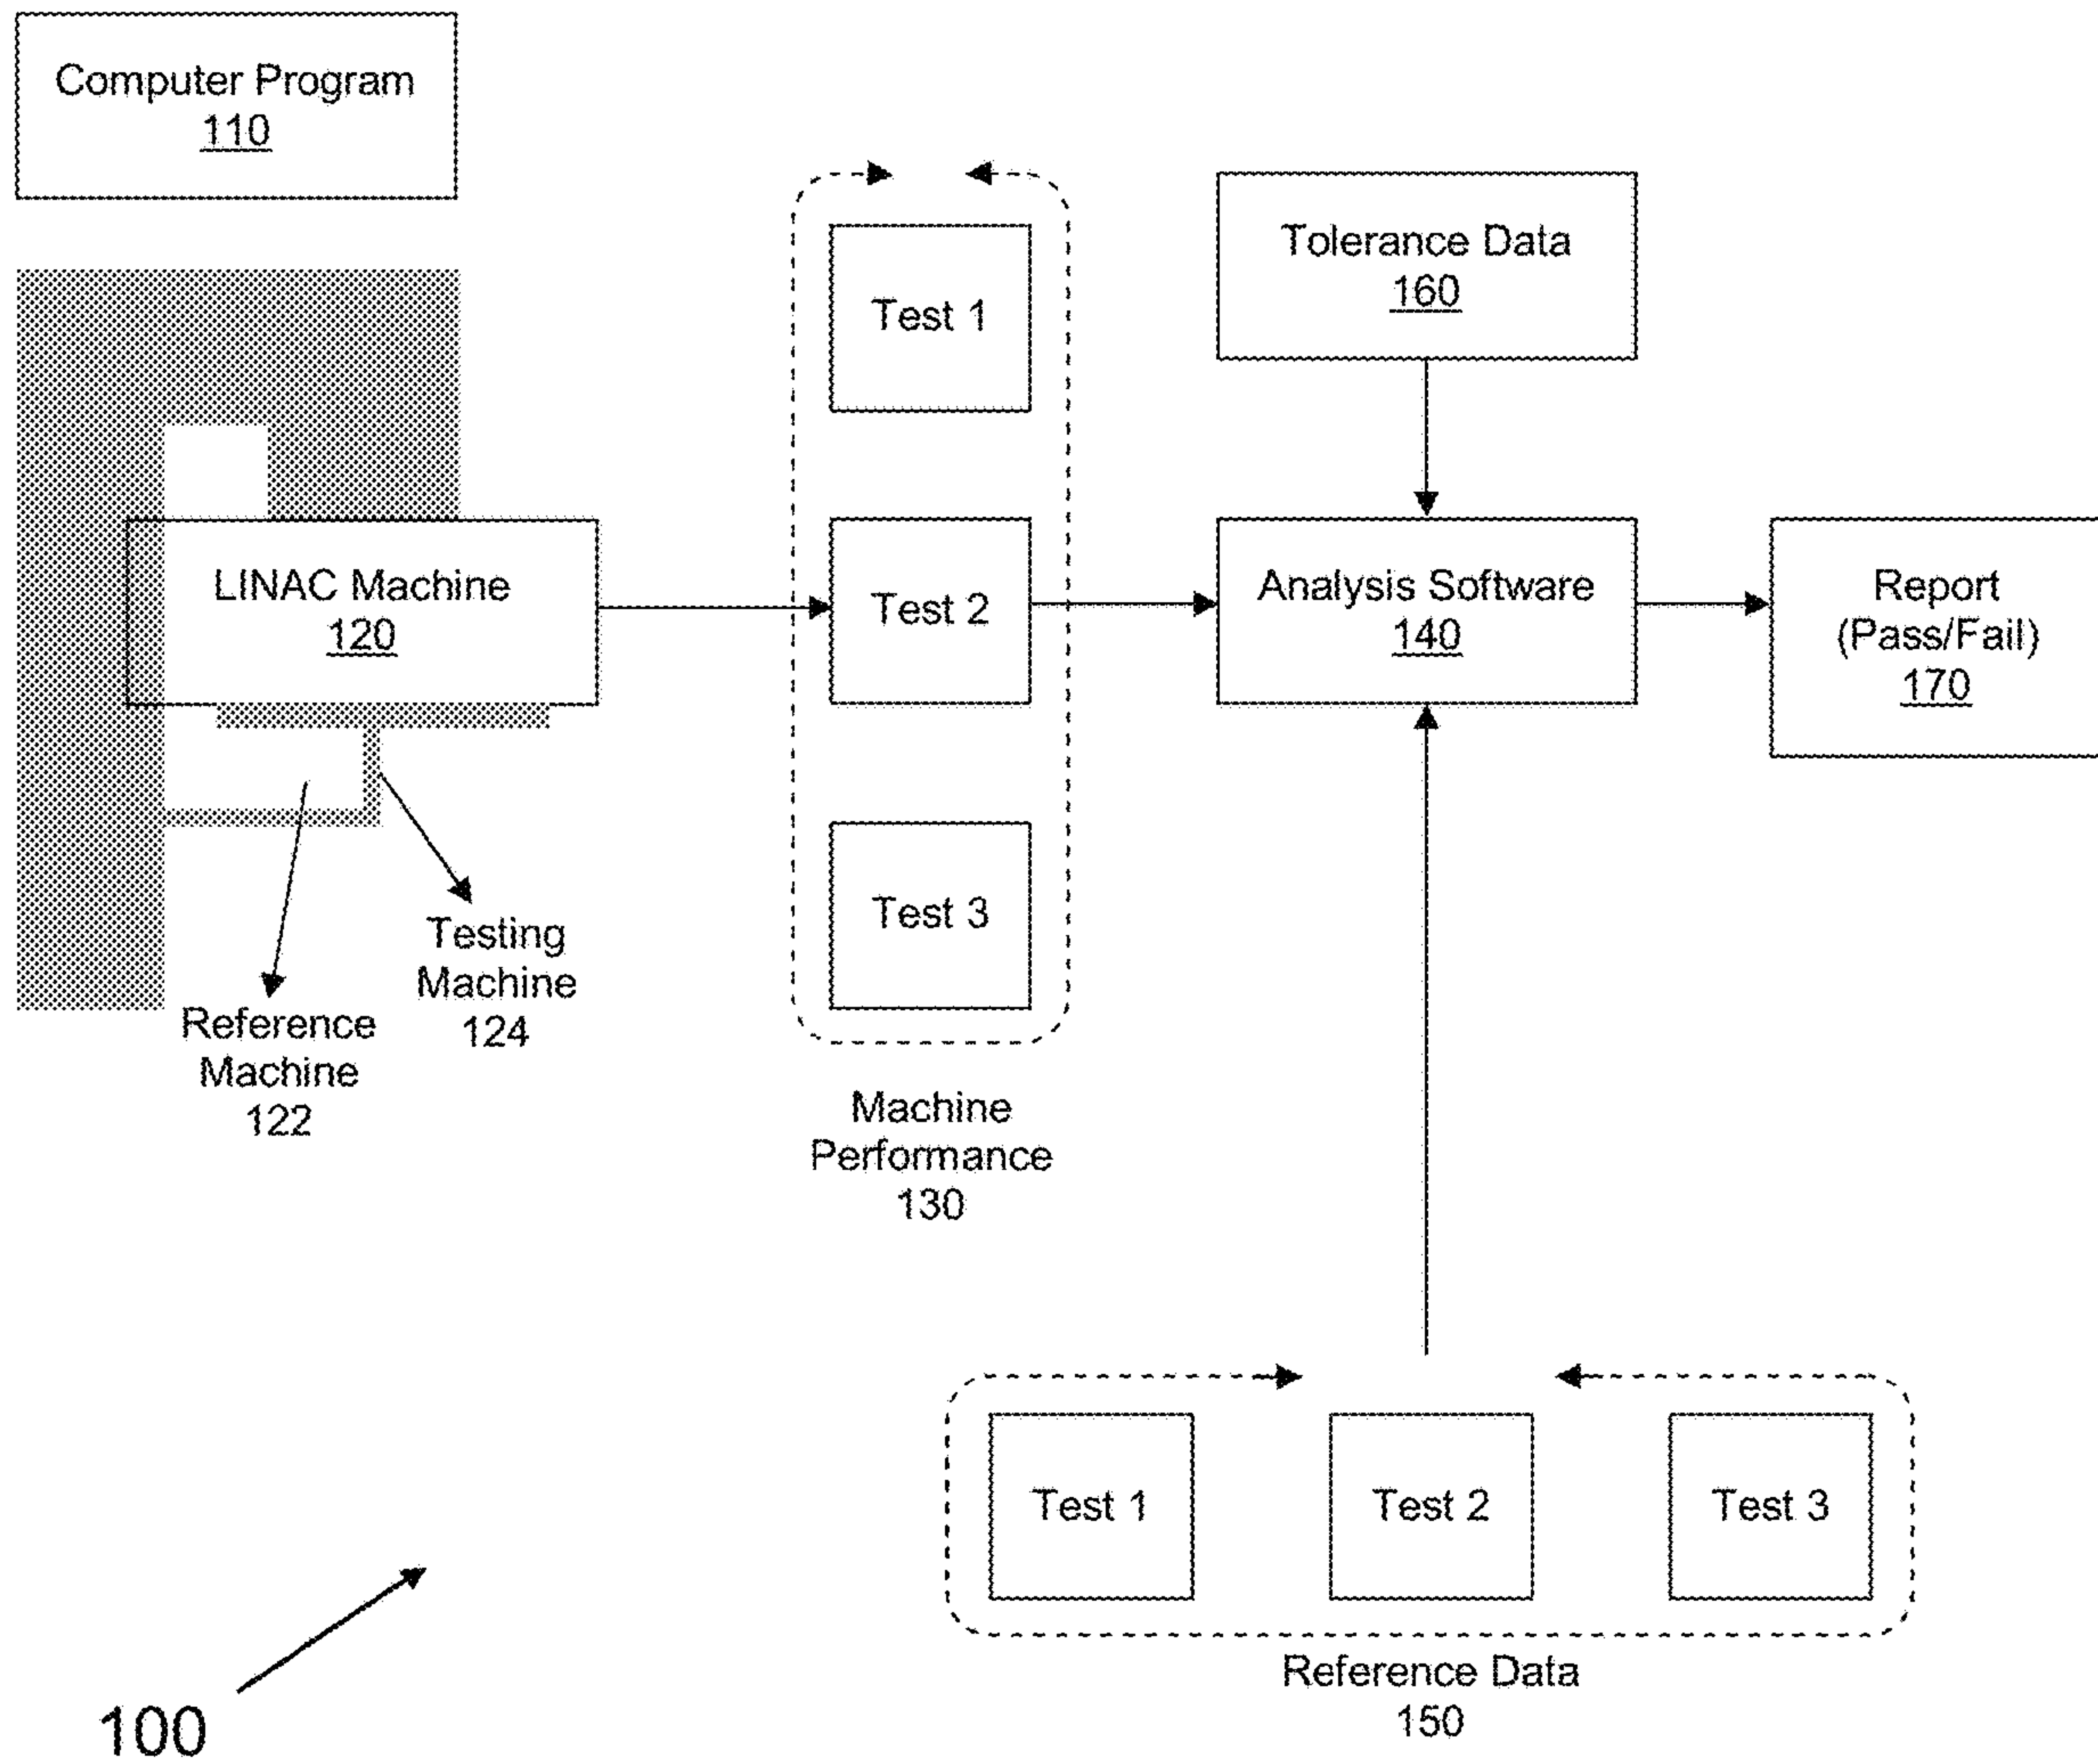 Computer Program
110
Test 1
Tolerance Data
160
LINAC Machine
120
Test 2
Analysis Software
140
Report
(Pass/Fail)
170
Test 3
Testing
Machine
124
Reference
Machine
122
Machine
Performance
130
Test 1
Test 2
Test 3
Reference Data
150
100